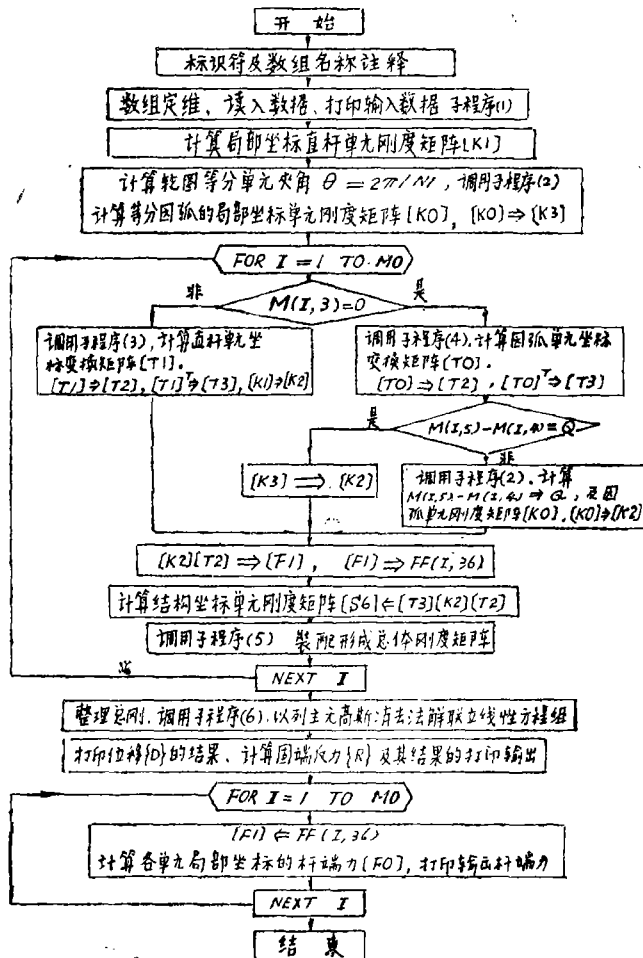 开 始
标识符及数组名称注释
数组定维、读入数据、打印输入数据 子程序(1)
计算局部坐标直杆单元刚度矩阵[K1]
计算轮圆等分单元夹角 θ = 2π/N1, 调用子程序(2)
计算等分圆弧的局部坐标单元刚度矩阵[K0], [K0]⇒[K3]
FOR I = 1 TO M0
非
M(I,3)=0
是
调用子程序(3), 计算直杆单元坐
标变换矩阵[T1].
[T1]⇒[T2], [T1]ᵀ⇒[T3], [K1]⇒[K2]
调用子程序(4). 计算圆弧单元坐标
变换矩阵[T0].
[T0]⇒[T2], [T0]ᵀ⇒[T3]
是
M(I,5)-M(I,4)=Q
非
[K3] ⇒ [K2]
调用子程序(2). 计算
M(I,5)-M(I,4)⇒Q, 及圆
弧单元刚度矩阵[K0], [K0]⇒[K2]
[K2][T2]⇒[F1], [F1]⇒FF(I,36)
计算结构坐标单元刚度矩阵[S6]⇐[T3][K2][T2]
调用子程序(5) 装配形成总体刚度矩阵
NEXT I
整理总刚、调用子程序(6). 以列主元高斯消去法解联立线性方程组
打印位移{D}的结果、计算固端反力{R}及其结果的打印输出
FOR I = 1 TO M0
[F1]⇐FF(I,36)
计算各单元局部坐标的杆端力[F0], 打印输出杆端力
NEXT I
结 束